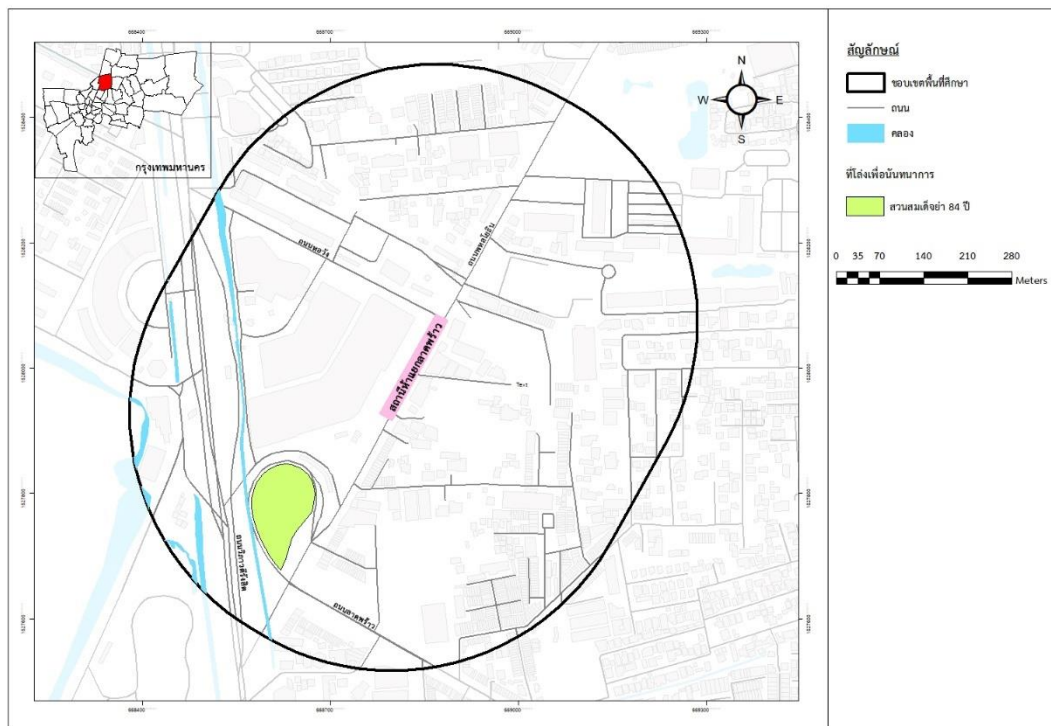 กรุงเทพมหานคร
N
W E
S
ถนนพหลโยธิน
สถานีห้าแยกลาดพร้าว
Text
ถนนวิภาวดีรังสิต
ถนนลาดพร้าว
สัญลักษณ์
ขอบเขตพื้นที่ศึกษา
ถนน
คลอง
ที่โล่งเพื่อนันทนาการ
สวนสมเด็จย่า 84 ปี
0 35 70 140 210 280
Meters